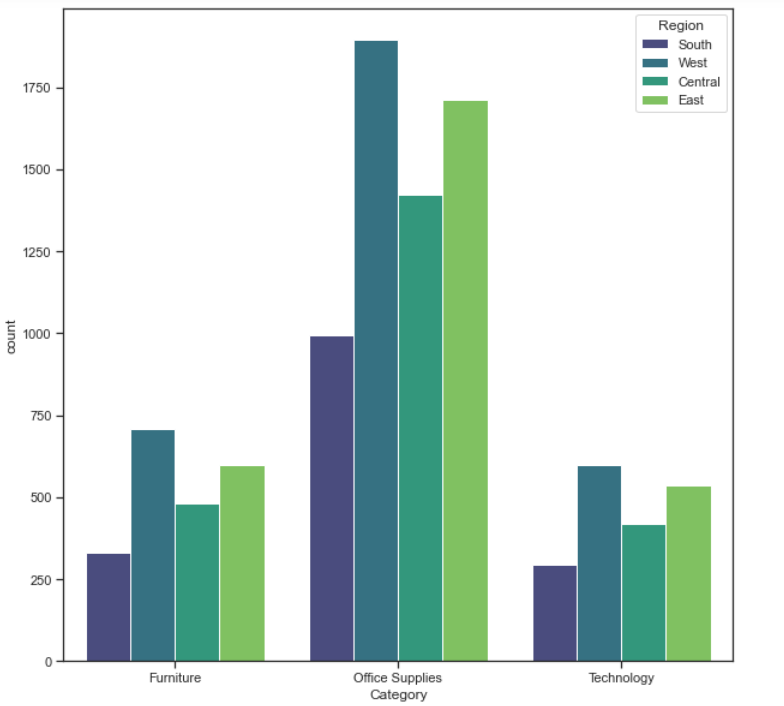 Region
South
West
Central
East
1750
1500
1250
1000
750
500
250
0
count
Furniture
Office Supplies
Technology
Category